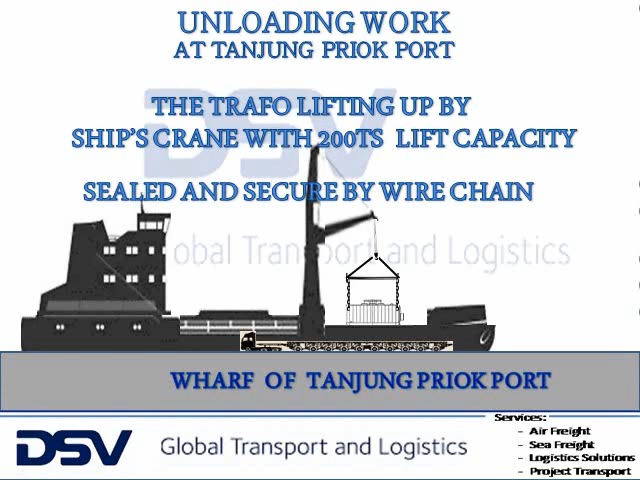 UNLOADING WORK
AT TANJUNG PRIOK PORT
THE TRAFO LIFTING UP BY
SHIP'S CRANE WITH 200TS LIFT CAPACITY
SEALED AND SECURE BY WIRE CHAIN
DSV
Global Transport and Logistics
WHARF OF TANJUNG PRIOK PORT
DSV Global Transport and Logistics
Services:
- Air Freight
- Sea Freight
- Logistics Solutions
- Project Transport